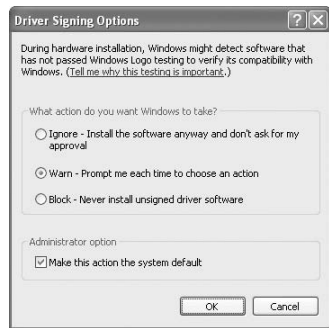 Driver Signing Options
During hardware installation, Windows might detect software that
has not passed Windows Logo testing to verify its compatibility with
Windows. (Tell me why this testing is important.)
What action do you want Windows to take?
Ignore - Install the software anyway and don't ask for my
approval
Warn - Prompt me each time to choose an action
Block - Never install unsigned driver software
Administrator option
Make this action the system default
OK Cancel